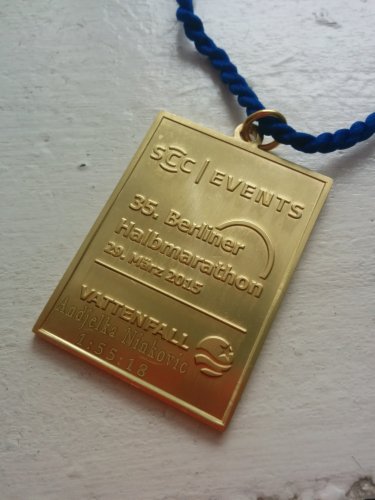 SCC | EVENTS
35. Berliner
Halbmarathon
29. März 2015
VATTENFALL
Andjelka Ninkovic
1:55:18